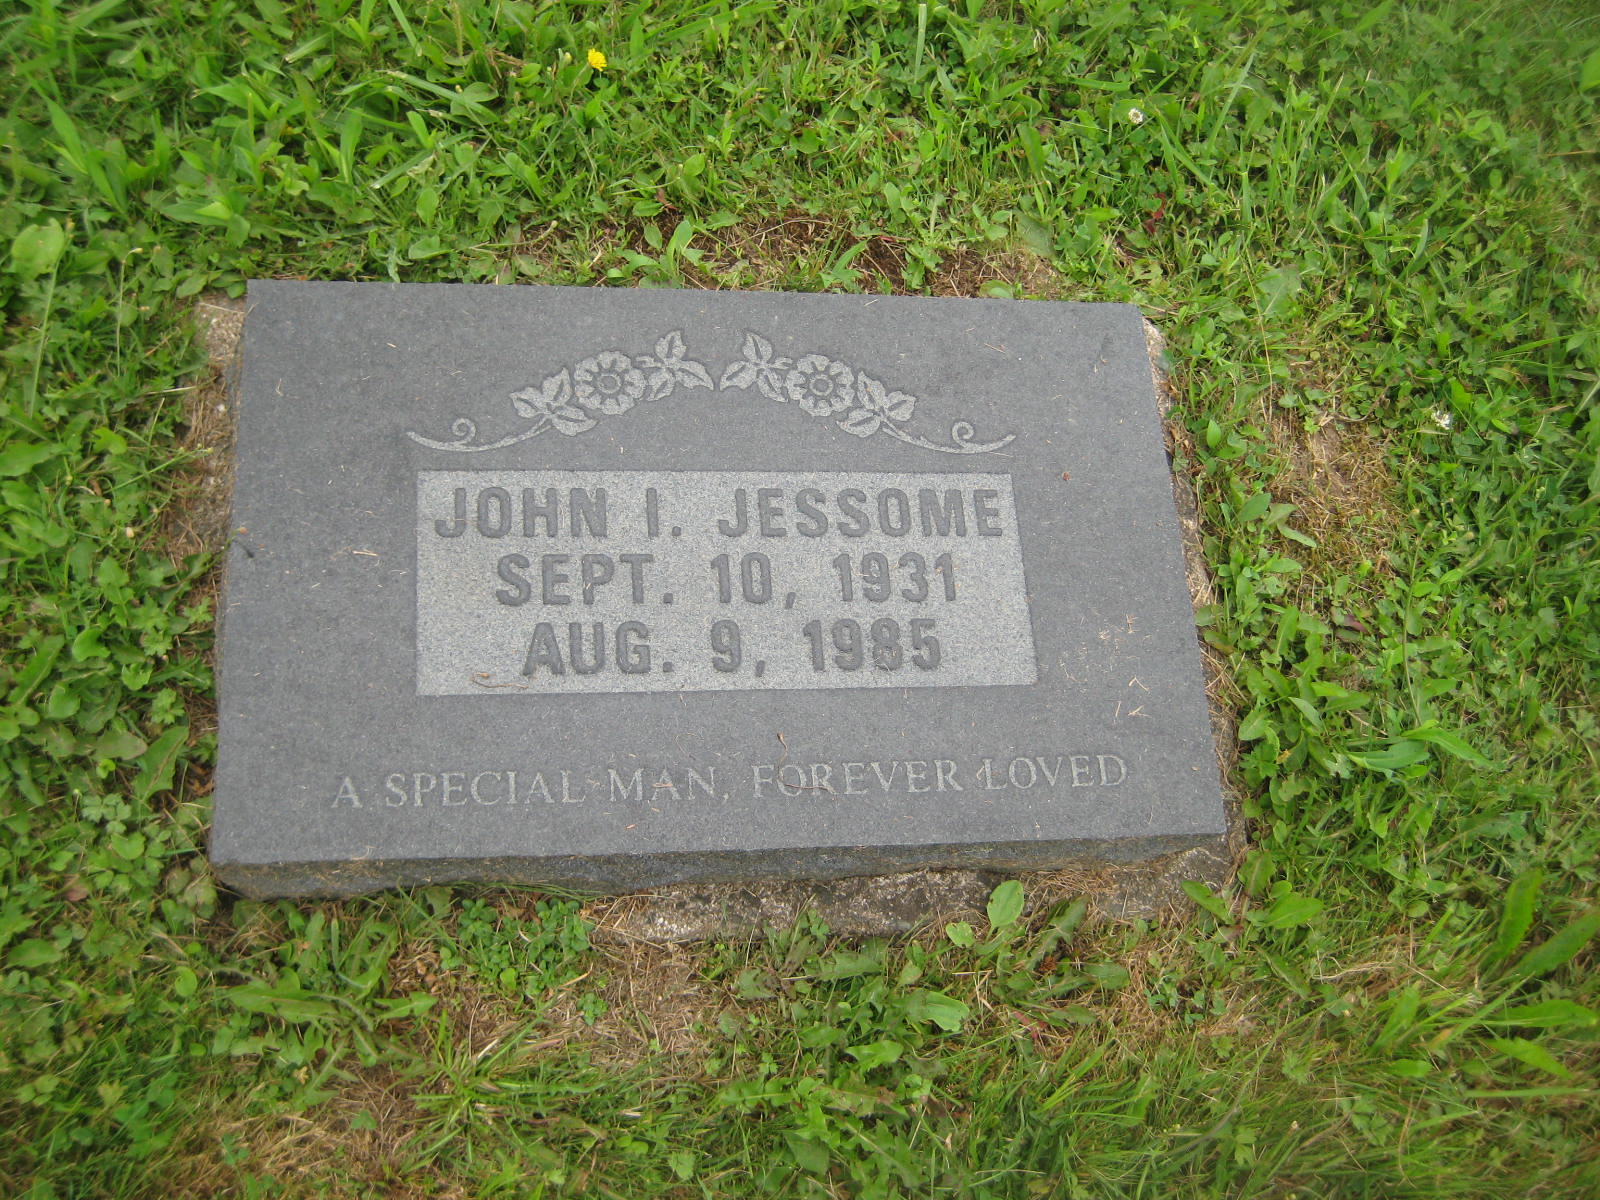 JOHN I. JESSOME
SEPT. 10, 1931
AUG. 9, 1985
A SPECIAL MAN, FOREVER LOVED